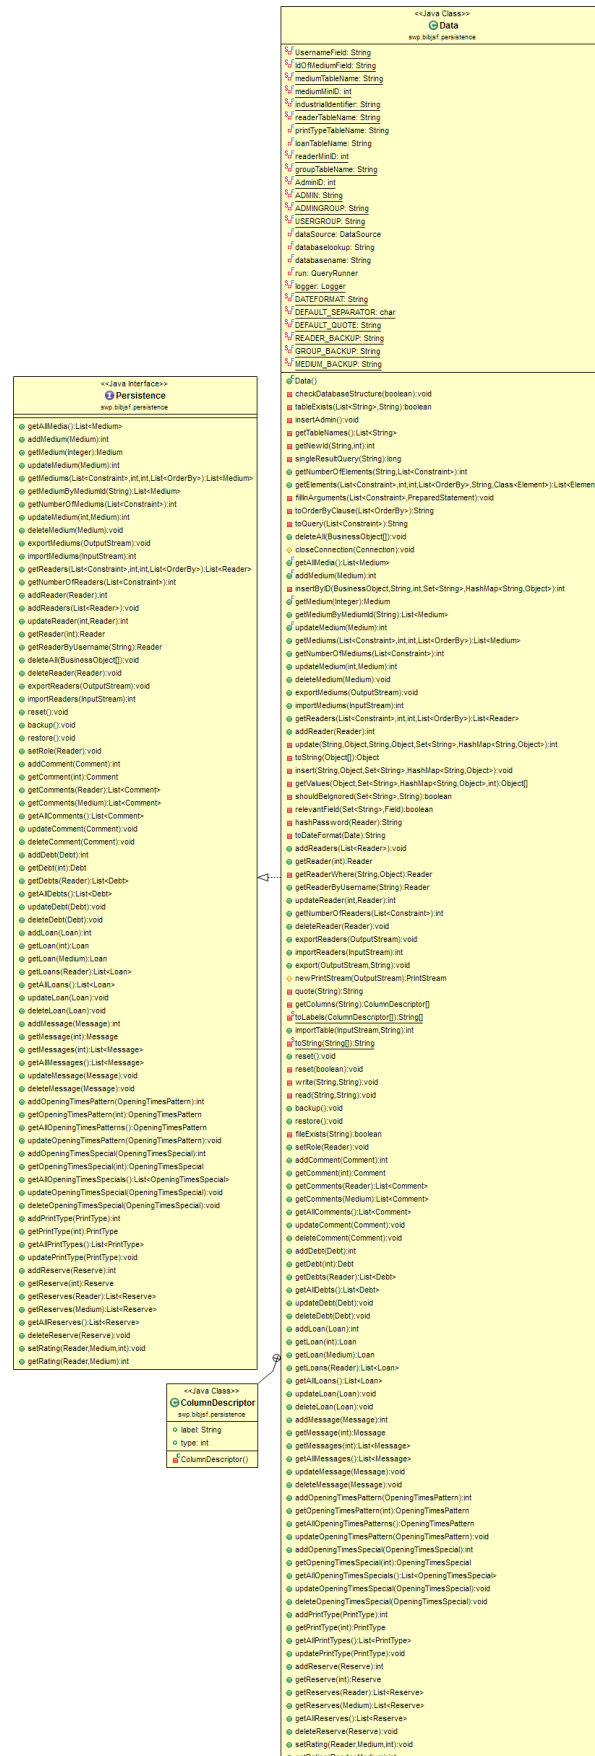 <<Java Class>>
Data
swp.bibjsf.persistence
UsernameField: String
IdOfMediumField: String
mediumTableName: String
mediumMinID: int
industrialIdentifier: String
readerTableName: String
printTypeTableName: String
loanTableName: String
readerMinID: int
groupTableName: String
AdminID: int
ADMIN: String
ADMINGROUP: String
USERGROUP: String
dataSource: DataSource
databaselookup: String
databasename: String
run: QueryRunner
logger: Logger
DATEFORMAT: String
DEFAULT_SEPARATOR: char
DEFAULT_QUOTE: String
READER_BACKUP: String
GROUP_BACKUP: String
MEDIUM_BACKUP: String
Data()
checkDatabaseStructure(boolean):void
tableExists(List<String>,String):boolean
insertAdmin():void
getTableNames():List<String>
getNewId(String,int):int
singleResultQuery(String):long
getNumberOfElements(String,List<Constraint>):int
getElements(List<Constraint>,int,int,List<OrderBy>,String,Class<Element>):List<Elemen
fillInArguments(List<Constraint>,PreparedStatement):void
toOrderByClause(List<OrderBy>):String
toQuery(List<Constraint>):String
deleteAll(BusinessObject[]):void
closeConnection(Connection):void
getAllMedia():List<Medium>
addMedium(Medium):int
insertByID(BusinessObject,String,int,Set<String>,HashMap<String,Object>):int
getMedium(Integer):Medium
getMediumByMediumId(String):List<Medium>
updateMedium(Medium):int
getMediums(List<Constraint>,int,int,List<OrderBy>):List<Medium>
getNumberOfMediums(List<Constraint>):int
updateMedium(int,Medium):int
deleteMedium(Medium):void
exportMediums(OutputStream):void
importMediums(InputStream):int
getReaders(List<Constraint>,int,int,List<OrderBy>):List<Reader>
addReader(Reader):int
update(String,Object,String,Object,Set<String>,HashMap<String,Object>):int
toString(Object[]):Object
insert(String,Object,Set<String>,HashMap<String,Object>):void
getValues(Object,Set<String>,HashMap<String,Object>,int):Object[]
shouldBeIgnored(Set<String>,String):boolean
relevantField(Set<String>,Field):boolean
hashPassword(Reader):String
toDateFormat(Date):String
addReaders(List<Reader>):void
getReader(int):Reader
getReaderWhere(String,Object):Reader
getReaderByUsername(String):Reader
updateReader(int,Reader):int
getNumberOfReaders(List<Constraint>):int
deleteReader(Reader):void
exportReaders(OutputStream):void
importReaders(InputStream):int
export(OutputStream,String):void
newPrintStream(OutputStream):PrintStream
quote(String):String
getColumns(String):ColumnDescriptor[]
toLabels(ColumnDescriptor[]):String[]
importTable(InputStream,String):int
toString(String[]):String
reset():void
reset(boolean):void
write(String,String):void
read(String,String):void
backup():void
restore():void
fileExists(String):boolean
setRole(Reader):void
addComment(Comment):int
getComment(int):Comment
getComments(Reader):List<Comment>
getComments(Medium):List<Comment>
getAllComments():List<Comment>
updateComment(Comment):void
deleteComment(Comment):void
addDebt(Debt):int
getDebt(int):Debt
getDebts(Reader):List<Debt>
getAllDebts():List<Debt>
updateDebt(Debt):void
deleteDebt(Debt):void
addLoan(Loan):int
getLoan(int):Loan
getLoan(Medium):Loan
getLoans(Reader):List<Loan>
getAllLoans():List<Loan>
updateLoan(Loan):void
deleteLoan(Loan):void
addMessage(Message):int
getMessage(int):Message
getMessages(int):List<Message>
getAllMessages():List<Message>
updateMessage(Message):void
deleteMessage(Message):void
addOpeningTimesPattern(OpeningTimesPattern):int
getOpeningTimesPattern(int):OpeningTimesPattern
getAllOpeningTimesPatterns():OpeningTimesPattern
updateOpeningTimesPattern(OpeningTimesPattern):void
addOpeningTimesSpecial(OpeningTimesSpecial):int
getOpeningTimesSpecial(int):OpeningTimesSpecial
getAllOpeningTimesSpecials():List<OpeningTimesSpecial>
updateOpeningTimesSpecial(OpeningTimesSpecial):void
deleteOpeningTimesSpecial(OpeningTimesSpecial):void
addPrintType(PrintType):int
getPrintType(int):PrintType
getAllPrintTypes():List<PrintType>
updatePrintType(PrintType):void
addReserve(Reserve):int
getReserve(int):Reserve
getReserves(Reader):List<Reserve>
getReserves(Medium):List<Reserve>
getAllReserves():List<Reserve>
deleteReserve(Reserve):void
setRating(Reader,Medium,int):void
<<Java Interface>>
Persistence
swp.bibjsf.persistence
getAllMedia():List<Medium>
addMedium(Medium):int
getMedium(Integer):Medium
updateMedium(Medium):int
getMediums(List<Constraint>,int,int,List<OrderBy>):List<Medium>
getMediumByMediumId(String):List<Medium>
getNumberOfMediums(List<Constraint>):int
updateMedium(int,Medium):int
deleteMedium(Medium):void
exportMediums(OutputStream):void
importMediums(InputStream):int
getReaders(List<Constraint>,int,int,List<OrderBy>):List<Reader>
getNumberOfReaders(List<Constraint>):int
addReader(Reader):int
addReaders(List<Reader>):void
updateReader(int,Reader):int
getReader(int):Reader
getReaderByUsername(String):Reader
deleteAll(BusinessObject[]):void
deleteReader(Reader):void
exportReaders(OutputStream):void
importReaders(InputStream):int
reset():void
backup():void
restore():void
setRole(Reader):void
addComment(Comment):int
getComment(int):Comment
getComments(Reader):List<Comment>
getComments(Medium):List<Comment>
getAllComments():List<Comment>
updateComment(Comment):void
deleteComment(Comment):void
addDebt(Debt):int
getDebt(int):Debt
getDebts(Reader):List<Debt>
getAllDebts():List<Debt>
updateDebt(Debt):void
deleteDebt(Debt):void
addLoan(Loan):int
getLoan(int):Loan
getLoan(Medium):Loan
getLoans(Reader):List<Loan>
getAllLoans():List<Loan>
updateLoan(Loan):void
deleteLoan(Loan):void
addMessage(Message):int
getMessage(int):Message
getMessages(int):List<Message>
getAllMessages():List<Message>
updateMessage(Message):void
deleteMessage(Message):void
addOpeningTimesPattern(OpeningTimesPattern):int
getOpeningTimesPattern(int):OpeningTimesPattern
getAllOpeningTimesPatterns():OpeningTimesPattern
updateOpeningTimesPattern(OpeningTimesPattern):void
addOpeningTimesSpecial(OpeningTimesSpecial):int
getOpeningTimesSpecial(int):OpeningTimesSpecial
getAllOpeningTimesSpecials():List<OpeningTimesSpecial>
updateOpeningTimesSpecial(OpeningTimesSpecial):void
deleteOpeningTimesSpecial(OpeningTimesSpecial):void
addPrintType(PrintType):int
getPrintType(int):PrintType
getAllPrintTypes():List<PrintType>
updatePrintType(PrintType):void
addReserve(Reserve):int
getReserve(int):Reserve
getReserves(Reader):List<Reserve>
getReserves(Medium):List<Reserve>
getAllReserves():List<Reserve>
deleteReserve(Reserve):void
setRating(Reader,Medium,int):void
getRating(Reader,Medium):int
<<Java Class>>
ColumnDescriptor
swp.bibjsf.persistence
label: String
type: int
ColumnDescriptor()